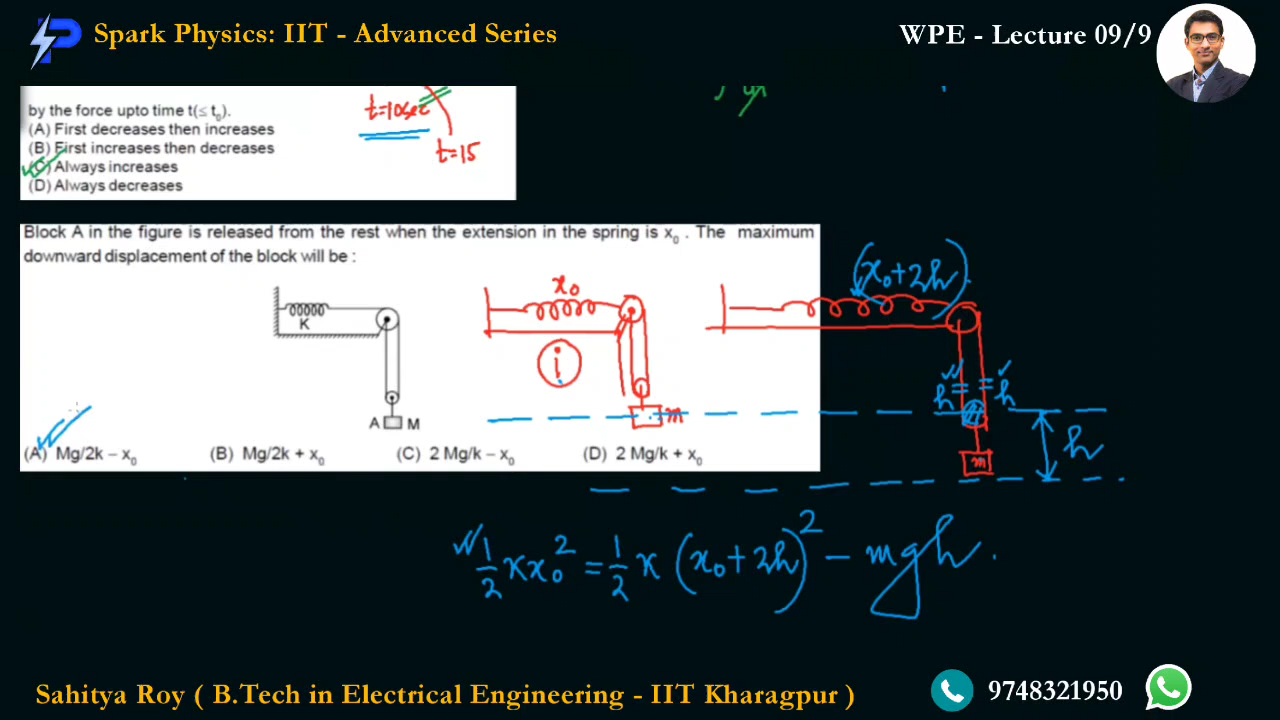 Spark Physics: IIT - Advanced Series
WPE - Lecture 09/9
by the force upto time t(≤ t₀).
(A) First decreases then increases
(B) First increases then decreases
(C) Always increases
(D) Always decreases
t=10sec
t=15
Block A in the figure is released from the rest when the extension in the spring is x₀ . The maximum
downward displacement of the block will be :
K
A M
x₀
i
m
(x₀+2h)
h = = h
h
m
(A) Mg/2k – x₀ (B) Mg/2k + x₀ (C) 2 Mg/k – x₀ (D) 2 Mg/k + x₀
1/2 K x₀² = 1/2 K (x₀+2h)² – mgh .
Sahitya Roy ( B.Tech in Electrical Engineering - IIT Kharagpur )
9748321950